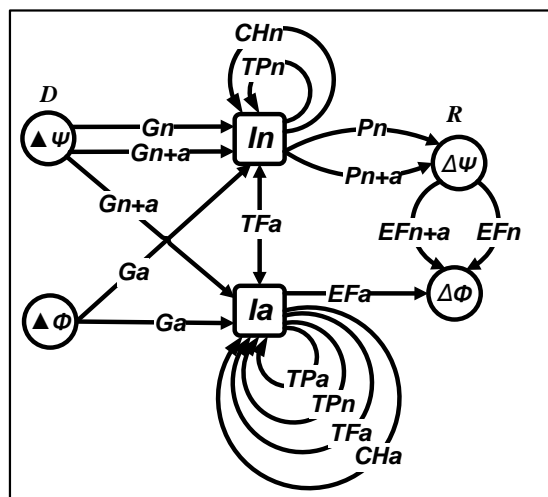 CHn
TPn
D
R
▲Ψ
Gn
In
Pn
ΔΨ
Gn+a
Pn+a
Gn+a
TFa
EFn+a
EFn
Ga
▲Φ
Ga
Ia
EFa
ΔΦ
TPa
TPn
TFa
CHa